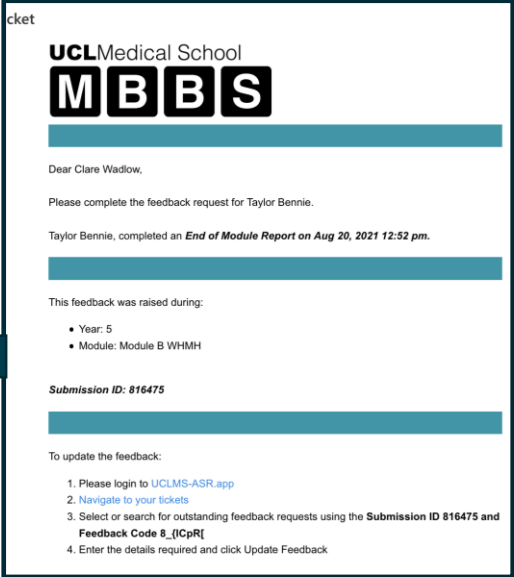 cket
UCLMedical School
MBBS
Dear Clare Wadlow,
Please complete the feedback request for Taylor Bennie.
Taylor Bennie, completed an End of Module Report on Aug 20, 2021 12:52 pm.
This feedback was raised during:
• Year: 5
• Module: Module B WHMH
Submission ID: 816475
To update the feedback:
1. Please login to UCLMS-ASR.app
2. Navigate to your tickets
3. Select or search for outstanding feedback requests using the Submission ID 816475 and
Feedback Code 8_{ICpR[
4. Enter the details required and click Update Feedback